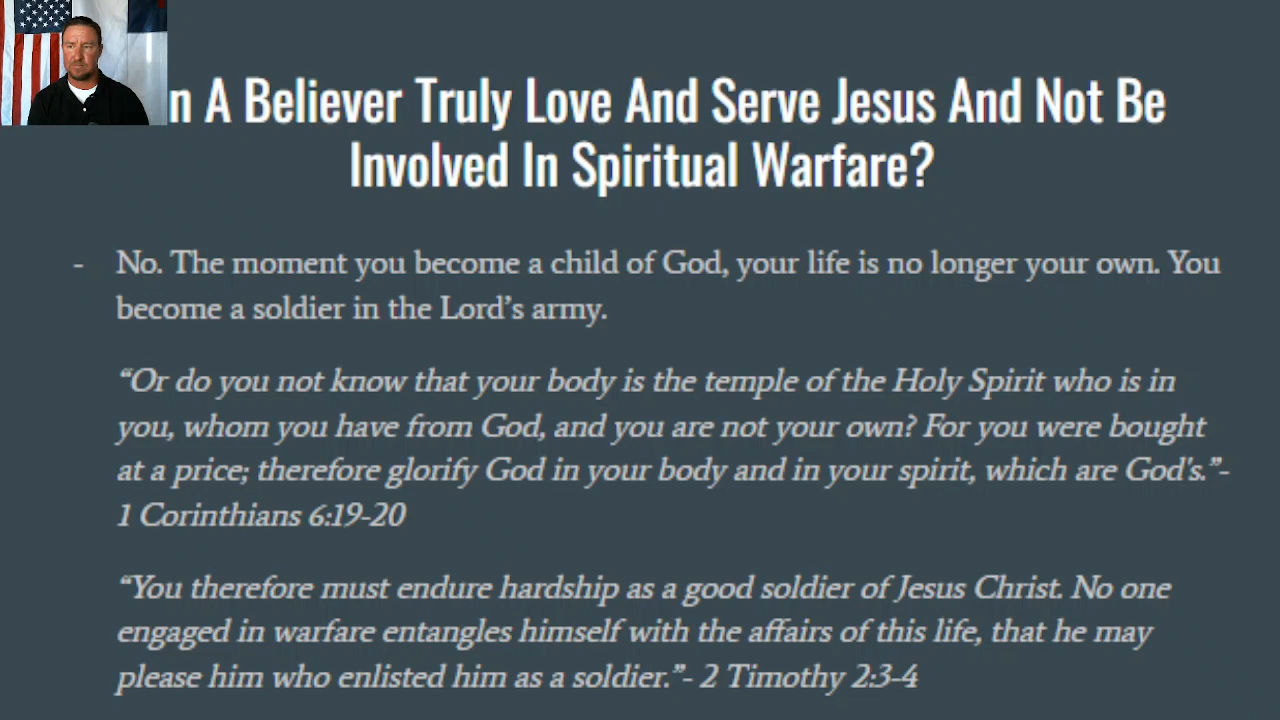 n A Believer Truly Love And Serve Jesus And Not Be
Involved In Spiritual Warfare?
- No. The moment you become a child of God, your life is no longer your own. You
become a soldier in the Lord’s army.
“Or do you not know that your body is the temple of the Holy Spirit who is in
you, whom you have from God, and you are not your own? For you were bought
at a price; therefore glorify God in your body and in your spirit, which are God's.”-
1 Corinthians 6:19-20
“You therefore must endure hardship as a good soldier of Jesus Christ. No one
engaged in warfare entangles himself with the affairs of this life, that he may
please him who enlisted him as a soldier.”- 2 Timothy 2:3-4